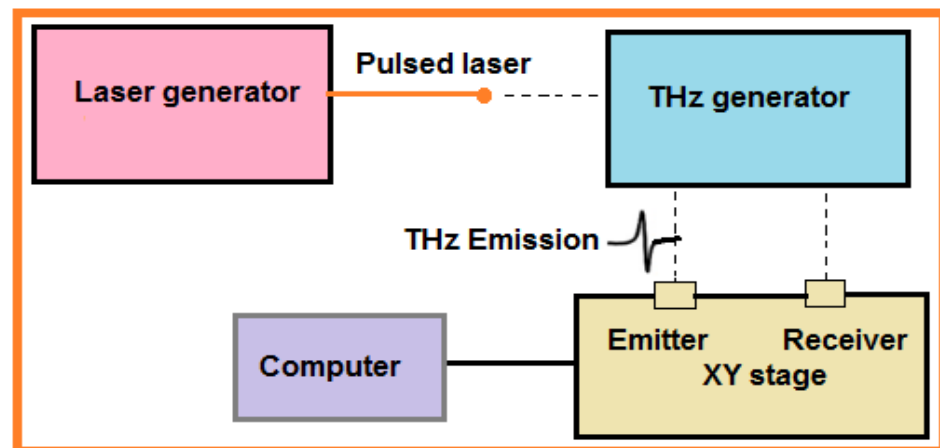 Laser generator
Pulsed laser
THz generator
THz Emission
Computer
Emitter
Receiver
XY stage